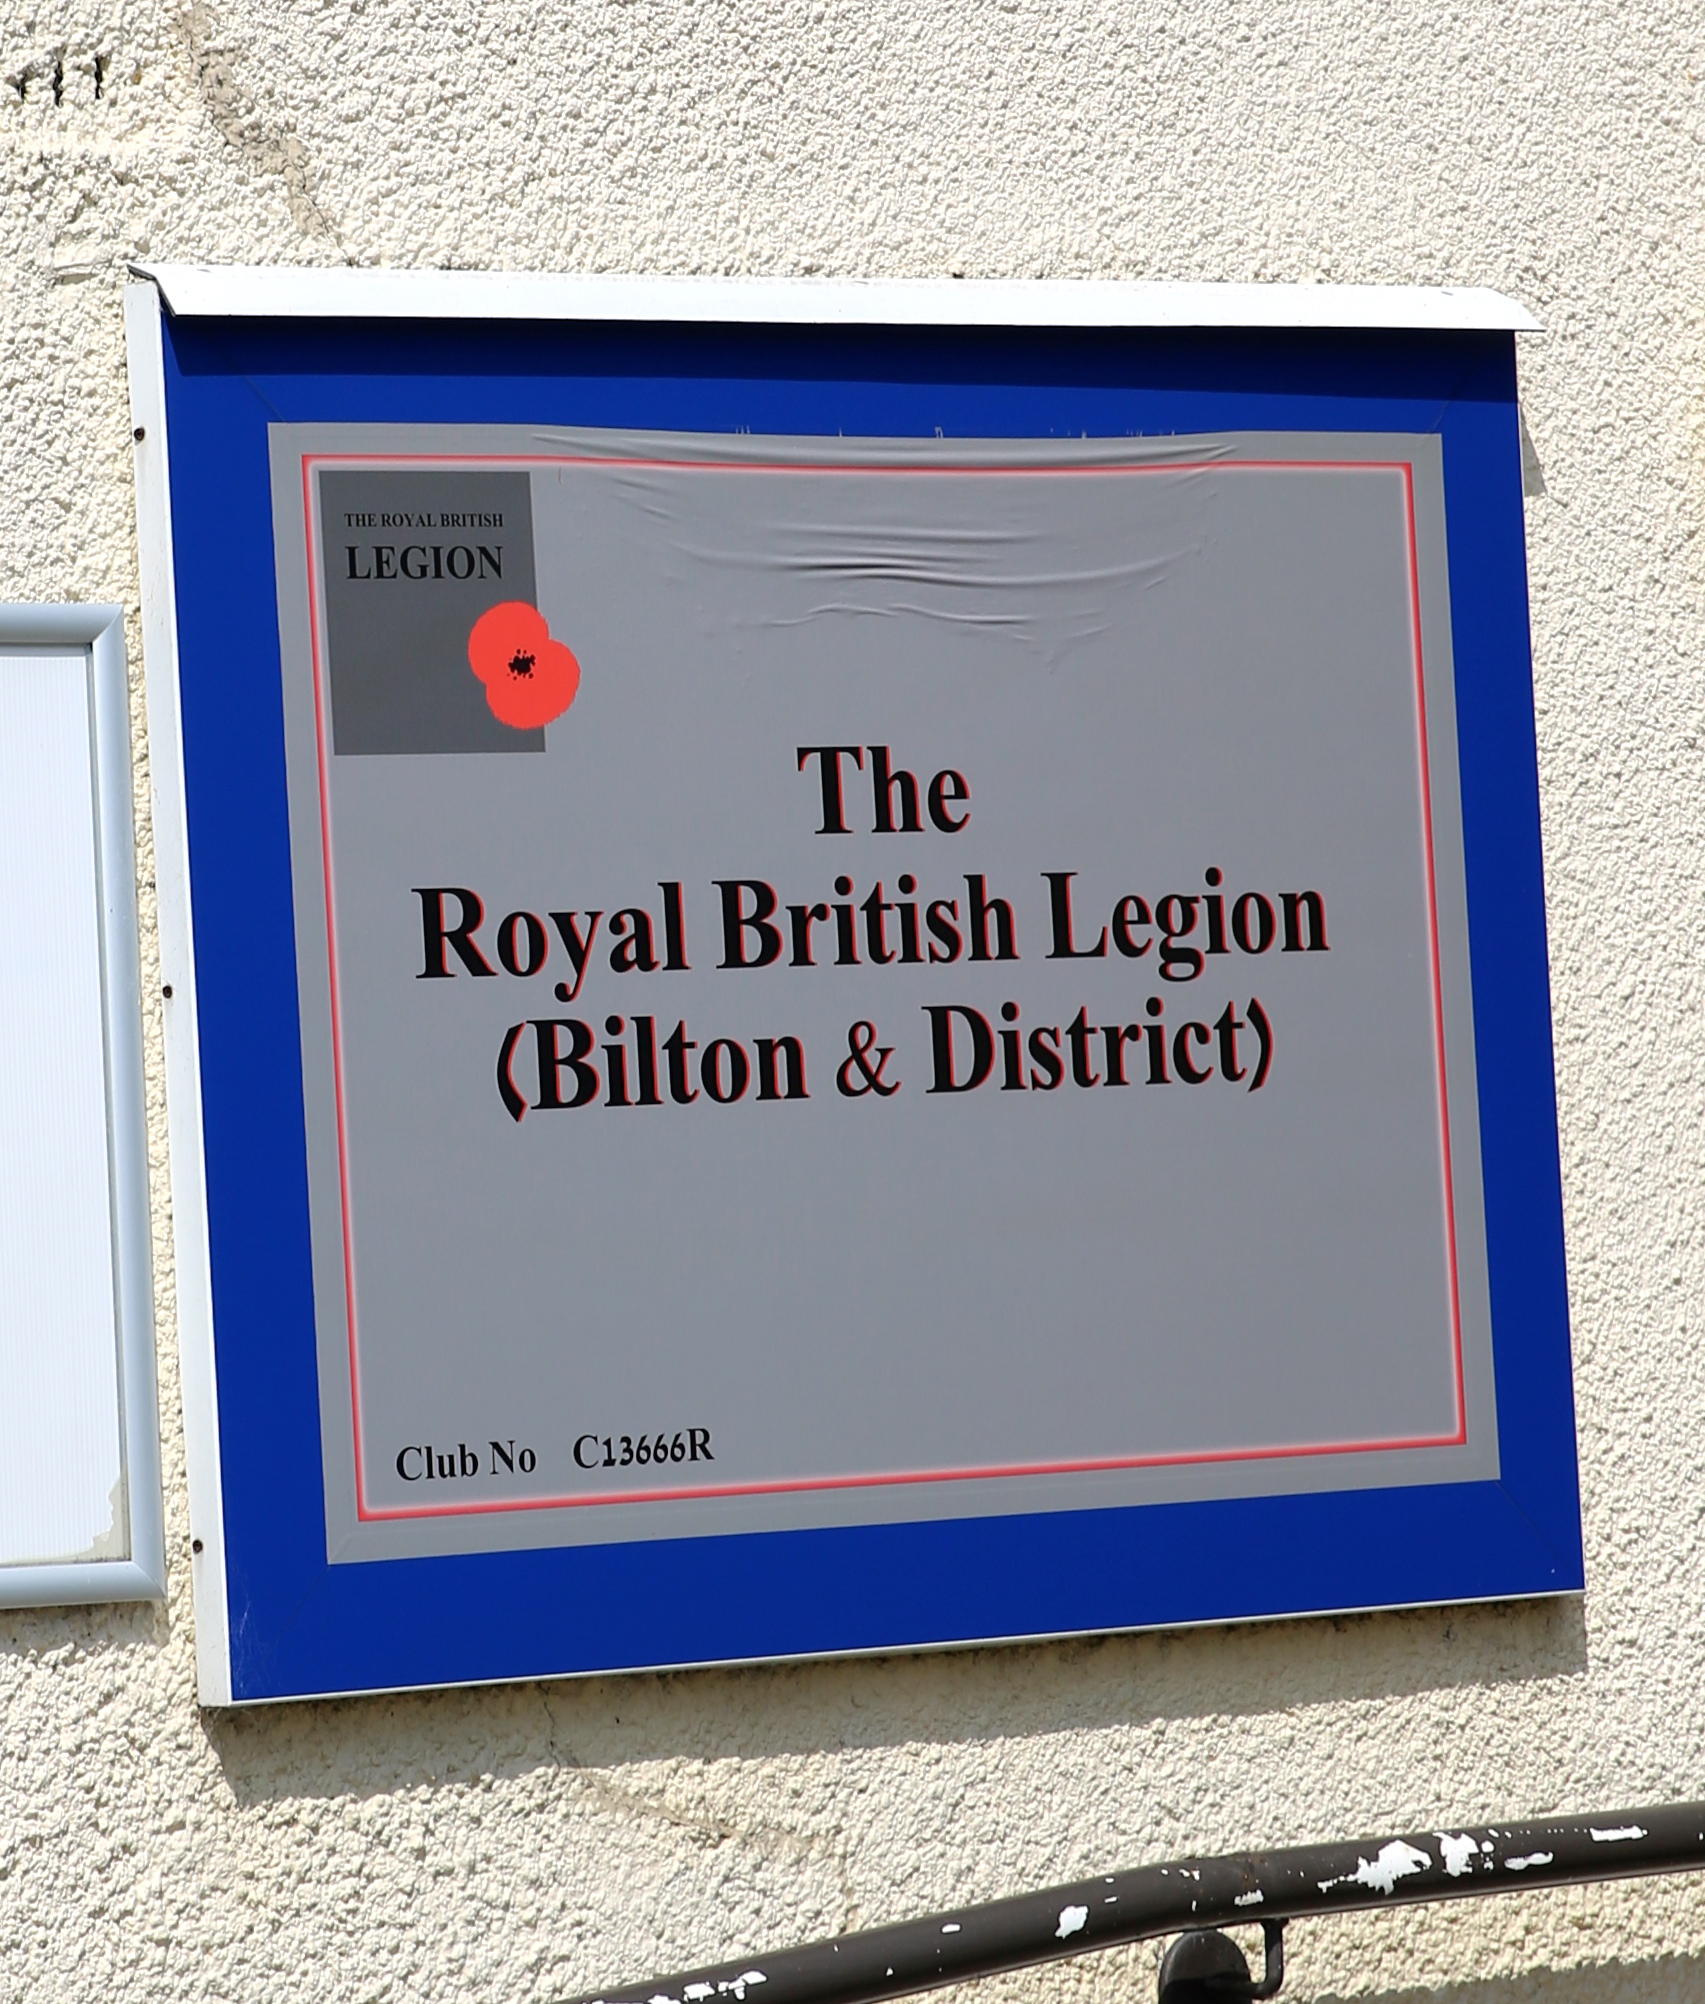 THE ROYAL BRITISH
LEGION
The
Royal British Legion
(Bilton & District)
Club No C13666R